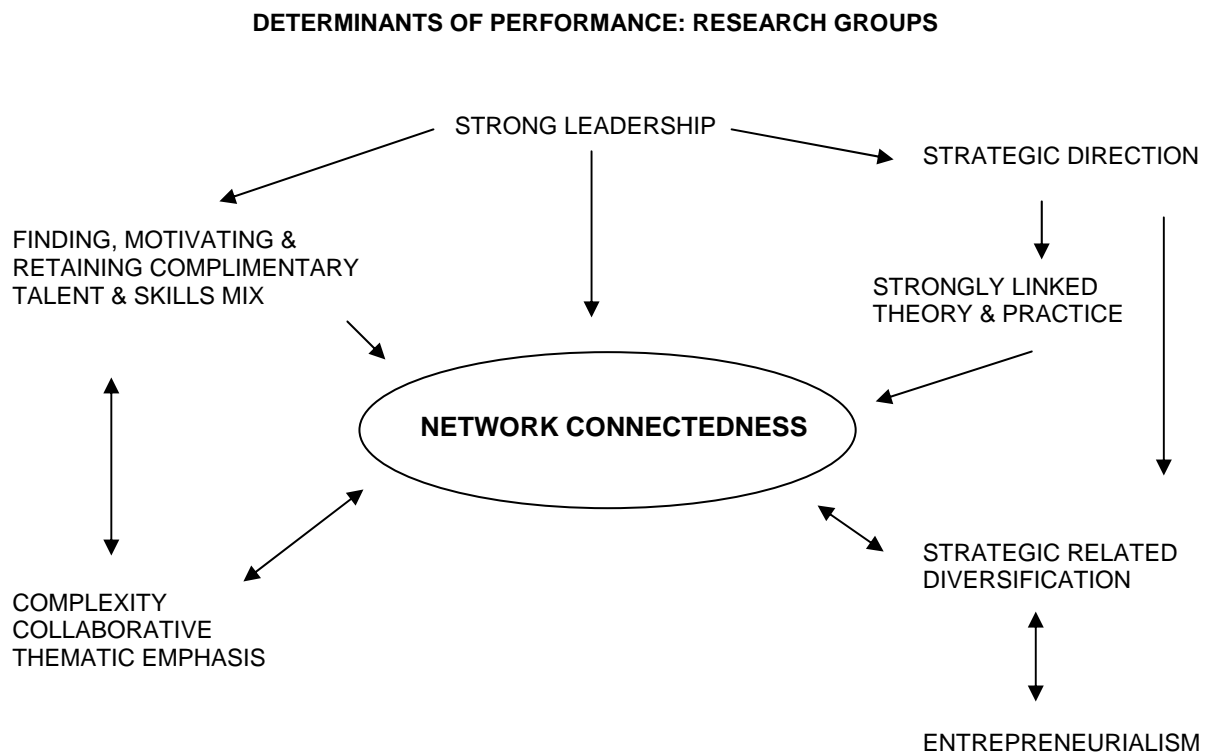 DETERMINANTS OF PERFORMANCE: RESEARCH GROUPS
STRONG LEADERSHIP
STRATEGIC DIRECTION
FINDING, MOTIVATING &
RETAINING COMPLIMENTARY
TALENT & SKILLS MIX
STRONGLY LINKED
THEORY & PRACTICE
NETWORK CONNECTEDNESS
STRATEGIC RELATED
DIVERSIFICATION
COMPLEXITY
COLLABORATIVE
THEMATIC EMPHASIS
ENTREPRENEURIALISM